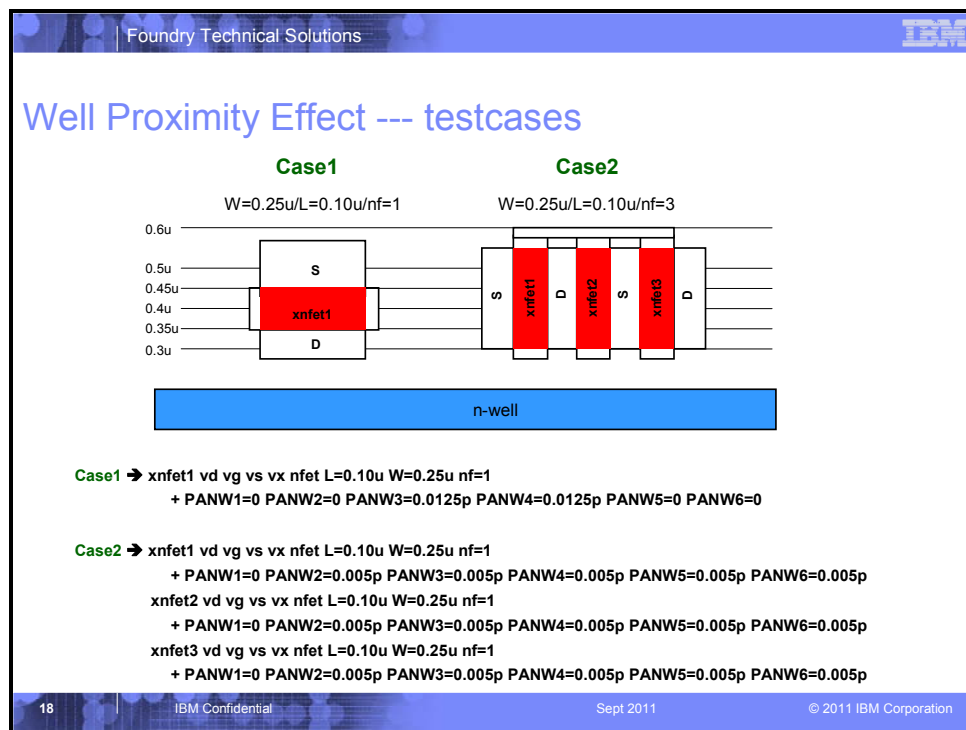 Foundry Technical Solutions
IBM
Well Proximity Effect --- testcases
Case1
Case2
W=0.25u/L=0.10u/nf=1
W=0.25u/L=0.10u/nf=3
0.6u
0.5u
0.45u
0.4u
0.35u
0.3u
S
xnfet1
D
S
xnfet1
D
xnfet2
S
xnfet3
D
n-well
Case1 ➔ xnfet1 vd vg vs vx nfet L=0.10u W=0.25u nf=1
+ PANW1=0 PANW2=0 PANW3=0.0125p PANW4=0.0125p PANW5=0 PANW6=0
Case2 ➔ xnfet1 vd vg vs vx nfet L=0.10u W=0.25u nf=1
+ PANW1=0 PANW2=0.005p PANW3=0.005p PANW4=0.005p PANW5=0.005p PANW6=0.005p
xnfet2 vd vg vs vx nfet L=0.10u W=0.25u nf=1
+ PANW1=0 PANW2=0.005p PANW3=0.005p PANW4=0.005p PANW5=0.005p PANW6=0.005p
xnfet3 vd vg vs vx nfet L=0.10u W=0.25u nf=1
+ PANW1=0 PANW2=0.005p PANW3=0.005p PANW4=0.005p PANW5=0.005p PANW6=0.005p
18
IBM Confidential
Sept 2011
© 2011 IBM Corporation